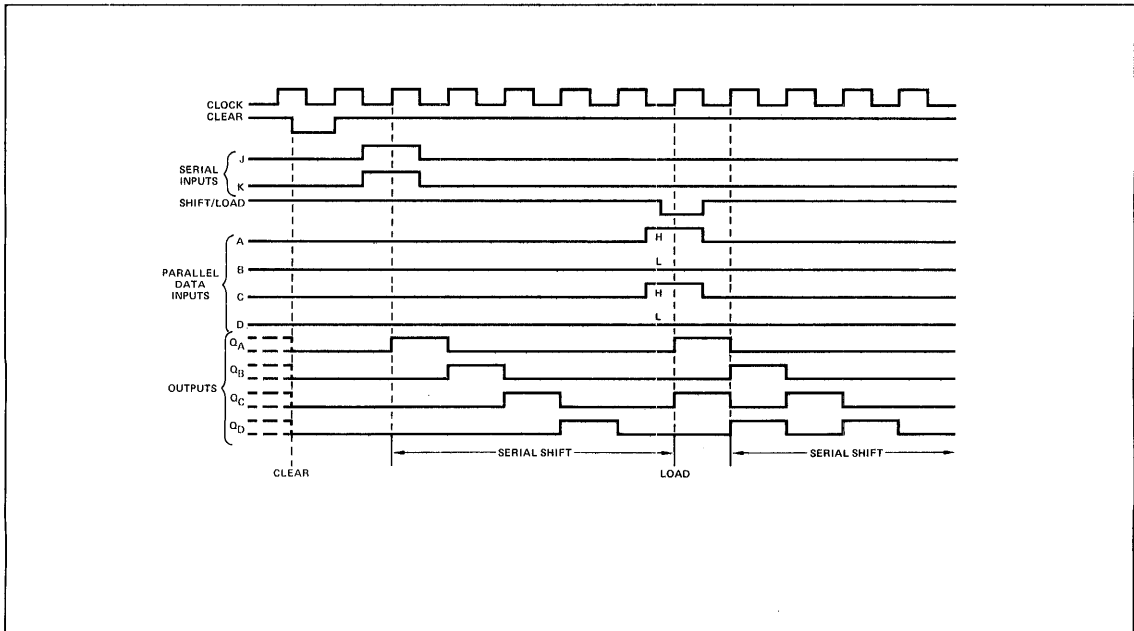 CLOCK
CLEAR
SERIAL
INPUTS
J
K
SHIFT/LOAD
PARALLEL
DATA
INPUTS
A
H
B
L
C
H
D
L
OUTPUTS
QA
QB
QC
QD
SERIAL SHIFT
SERIAL SHIFT
CLEAR
LOAD